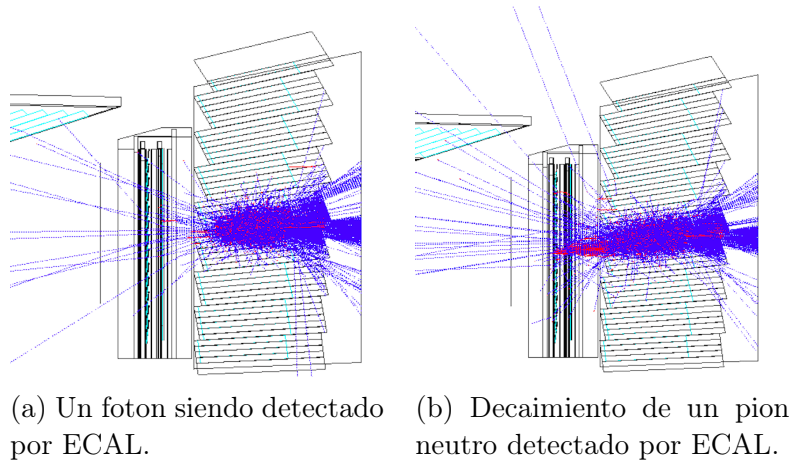 (a) Un foton siendo detectado
por ECAL.
(b) Decaimiento de un pion
neutro detectado por ECAL.